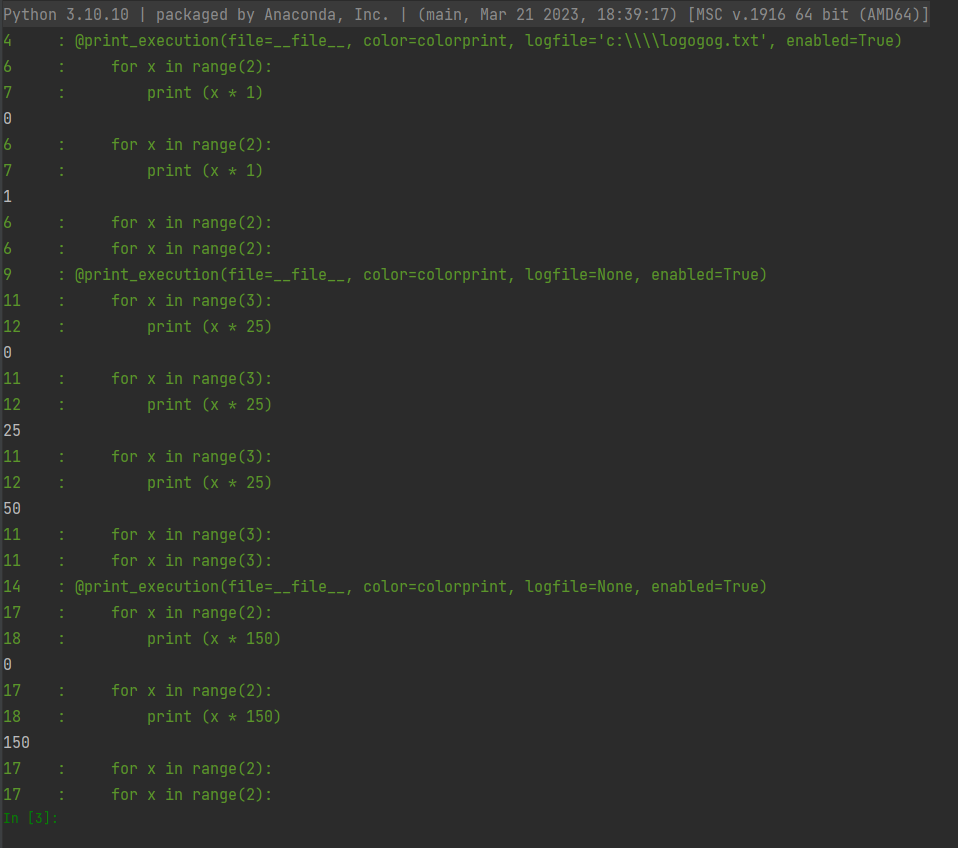 Python 3.10.10 | packaged by Anaconda, Inc. | (main, Mar 21 2023, 18:39:17) [MSC v.1916 64 bit (AMD64)]
4     : @print_execution(file=__file__, color=colorprint, logfile='c:\\\\logogog.txt', enabled=True)
6     :     for x in range(2):
7     :         print (x * 1)
0
6     :     for x in range(2):
7     :         print (x * 1)
1
6     :     for x in range(2):
6     :     for x in range(2):
9     : @print_execution(file=__file__, color=colorprint, logfile=None, enabled=True)
11    :     for x in range(3):
12    :         print (x * 25)
0
11    :     for x in range(3):
12    :         print (x * 25)
25
11    :     for x in range(3):
12    :         print (x * 25)
50
11    :     for x in range(3):
11    :     for x in range(3):
14    : @print_execution(file=__file__, color=colorprint, logfile=None, enabled=True)
17    :     for x in range(2):
18    :         print (x * 150)
0
17    :     for x in range(2):
18    :         print (x * 150)
150
17    :     for x in range(2):
17    :     for x in range(2):
In [3]: